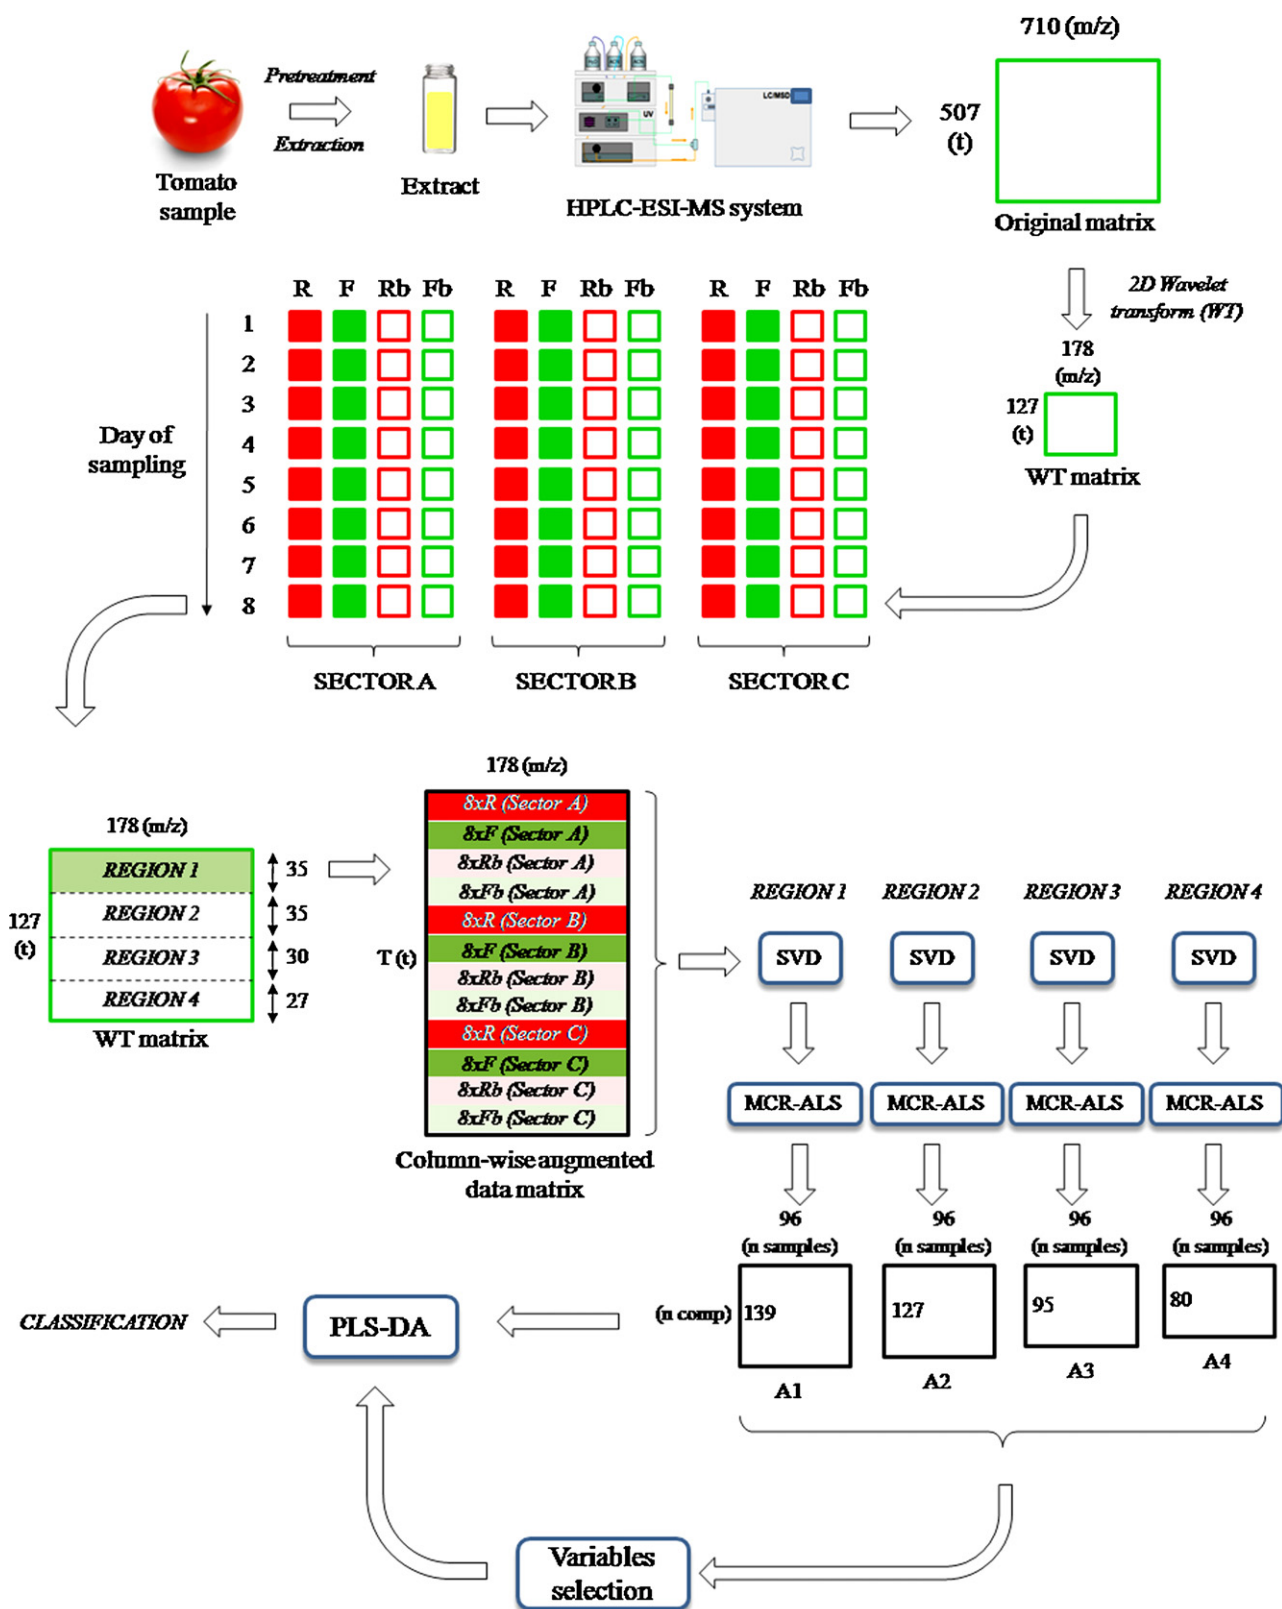 710 (m/z)
507
(t)
Pretreatment
Extraction
UV
LC/MSD
Tomato
sample
Extract
HPLC-ESI-MS system
Original matrix
2D Wavelet
transform (WT)
178
(m/z)
127
(t)
WT matrix
R F Rb Fb R F Rb Fb R F Rb Fb
1
2
3
4
5
6
7
8
Day of
sampling
SECTOR A SECTOR B SECTOR C
178 (m/z)
127
(t)
REGION 1 35
REGION 2 35
REGION 3 30
REGION 4 27
WT matrix
178 (m/z)
T (t)
8xR (Sector A)
8xF (Sector A)
8xRb (Sector A)
8xFb (Sector A)
8xR (Sector B)
8xF (Sector B)
8xRb (Sector B)
8xFb (Sector B)
8xR (Sector C)
8xF (Sector C)
8xRb (Sector C)
8xFb (Sector C)
Column-wise augmented
data matrix
REGION 1 REGION 2 REGION 3 REGION 4
SVD SVD SVD SVD
MCR-ALS MCR-ALS MCR-ALS MCR-ALS
96 96 96 96
(n samples) (n samples) (n samples) (n samples)
(n comp) 139 127 95 80
A1 A2 A3 A4
PLS-DA
CLASSIFICATION
Variables
selection